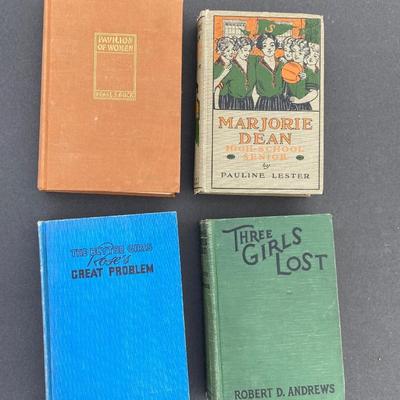 PAVILION
OF WOMEN
PEARL S. BUCK
S
MARJORIE
DEAN
HIGH-SCHOOL
SENIOR
by
PAULINE LESTER
THE BLYTHE GIRLS
Rose's
GREAT PROBLEM
THREE
GIRLS
LOST
ROBERT D. ANDREWS